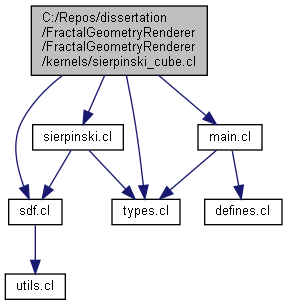 C:/Repos/dissertation
/FractalGeometryRenderer
/FractalGeometryRenderer
/kernels/sierpinski_cube.cl
sierpinski.cl
main.cl
sdf.cl
types.cl
defines.cl
utils.cl